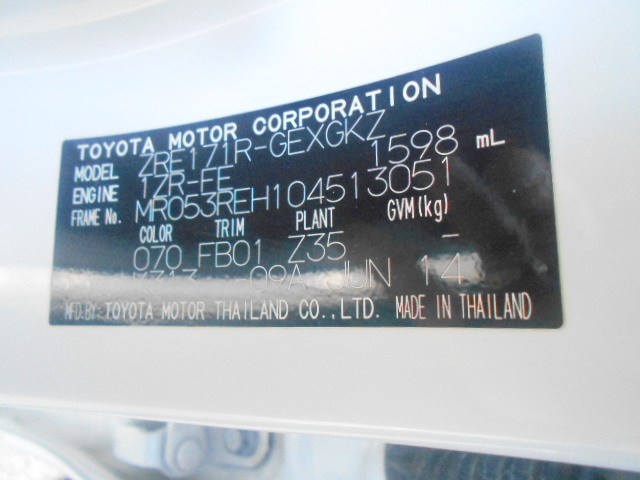 TOYOTA MOTOR CORPORATION
MODEL ZRE171R-GEXGKZ
ENGINE 1ZR-FE 1598 mL
FRAME No. MR053REH104513051
COLOR TRIM PLANT GVM(kg)
070 FB01 Z35 -
-09A JUN 14
MFD.BY: TOYOTA MOTOR THAILAND CO.,LTD. MADE IN THAILAND